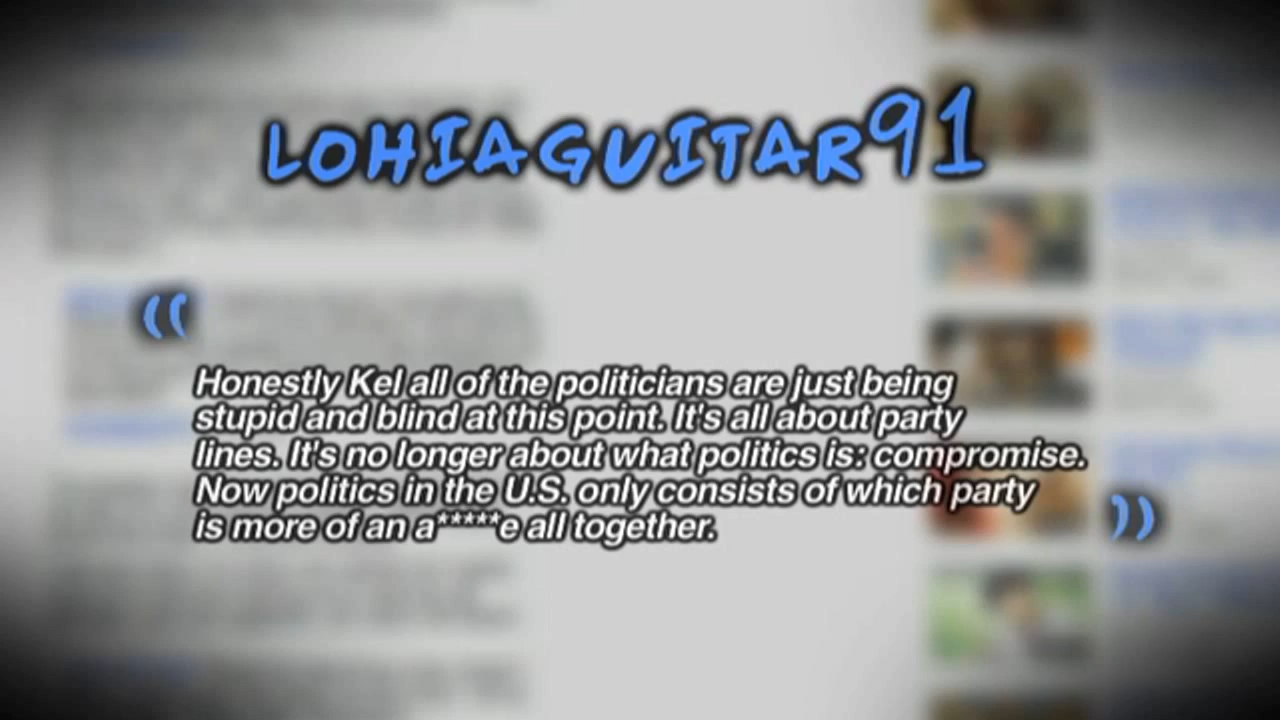 LOHIAGUITAR91
“
Honestly Kel all of the politicians are just being
stupid and blind at this point. It's all about party
lines. It's no longer about what politics is: compromise.
Now politics in the U.S. only consists of which party
is more of an a*****e all together.
”